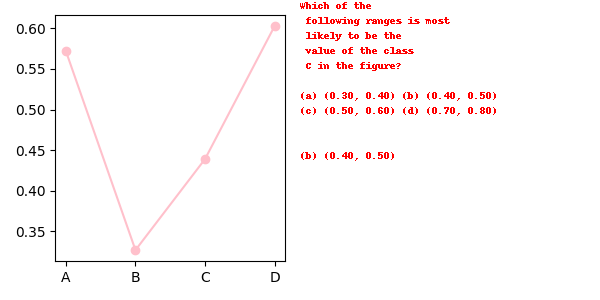 0.60
0.55
0.50
0.45
0.40
0.35
A B C D
Which of the
following ranges is most
likely to be the
value of the class
C in the figure?
(a) (0.30, 0.40) (b) (0.40, 0.50)
(c) (0.50, 0.60) (d) (0.70, 0.80)
(b) (0.40, 0.50)